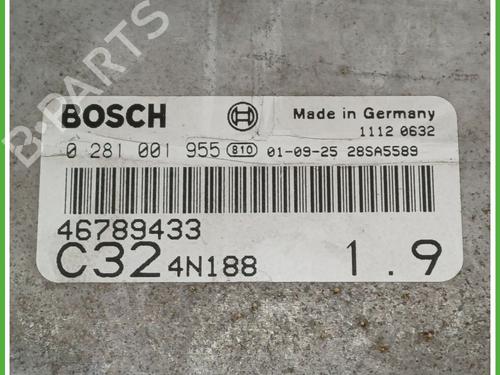 B-PARTS
BOSCH Made in Germany
1112 0632
0 281 001 955 810 01-09-25 28SA5589
46789433
C32 4N188 1.9